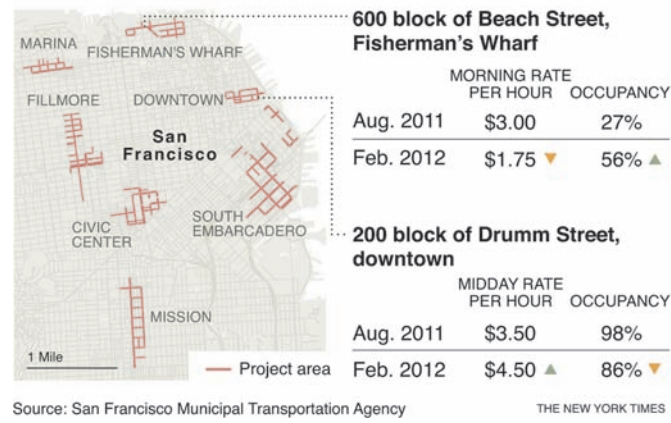 MARINA
FISHERMAN'S WHARF
FILLMORE
DOWNTOWN
San
Francisco
CIVIC
CENTER
SOUTH
EMBARCADERO
MISSION
1 Mile
Project area
600 block of Beach Street,
Fisherman's Wharf
MORNING RATE
PER HOUR OCCUPANCY
Aug. 2011 $3.00 27%
Feb. 2012 $1.75 ▼ 56% ▲
200 block of Drumm Street,
downtown
MIDDAY RATE
PER HOUR OCCUPANCY
Aug. 2011 $3.50 98%
Feb. 2012 $4.50 ▲ 86% ▼
Source: San Francisco Municipal Transportation Agency
THE NEW YORK TIMES